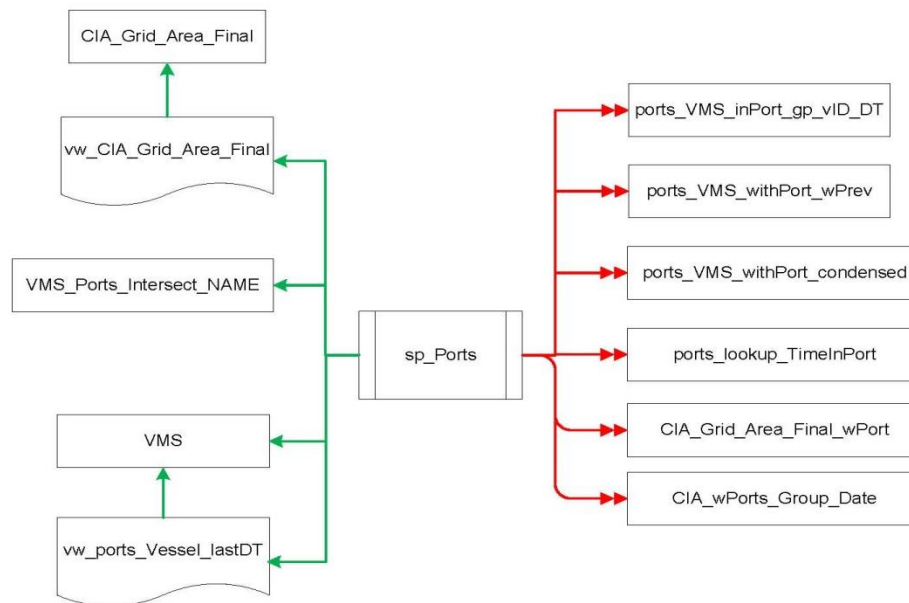 CIA_Grid_Area_Final
vw_CIA_Grid_Area_Final
VMS_Ports_Intersect_NAME
VMS
vw_ports_Vessel_lastDT
sp_Ports
ports_VMS_inPort_gp_vID_DT
ports_VMS_withPort_wPrev
ports_VMS_withPort_condensed
ports_lookup_TimeInPort
CIA_Grid_Area_Final_wPort
CIA_wPorts_Group_Date